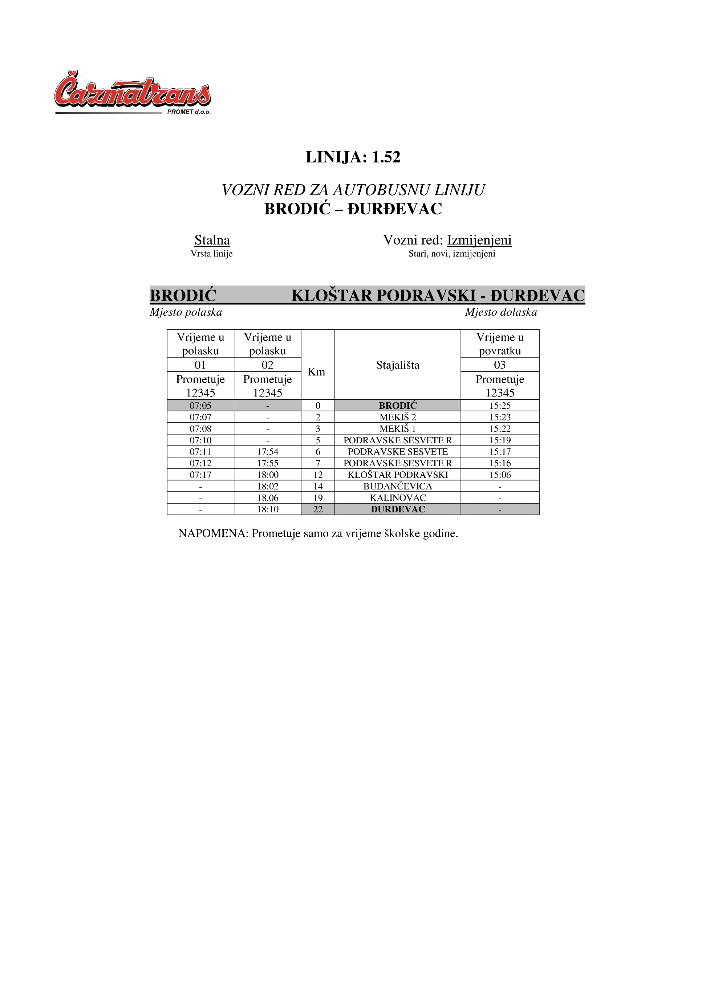 Čazmatrans
PROMET d.o.o.
LINIJA: 1.52
VOZNI RED ZA AUTOBUSNU LINIJU
BRODIĆ – ĐURĐEVAC
Stalna Vozni red: Izmijenjeni
Vrsta linije Stari, novi, izmijenjeni
BRODIĆ KLOŠTAR PODRAVSKI - ĐURĐEVAC
Mjesto polaska Mjesto dolaska
Vrijeme u polasku Vrijeme u polasku Km Stajališta Vrijeme u povratku
01 02 03
Prometuje 12345 Prometuje 12345 Prometuje 12345
07:05 - 0 BRODIĆ 15:25
07:07 - 2 MEKIŠ 2 15:23
07:08 - 3 MEKIŠ 1 15:22
07:10 - 5 PODRAVSKE SESVETE R 15:19
07:11 17:54 6 PODRAVSKE SESVETE 15:17
07:12 17:55 7 PODRAVSKE SESVETE R 15:16
07:17 18:00 12 KLOŠTAR PODRAVSKI 15:06
- 18:02 14 BUDANČEVICA -
- 18.06 19 KALINOVAC -
- 18:10 22 ĐURĐEVAC -
NAPOMENA: Prometuje samo za vrijeme školske godine.